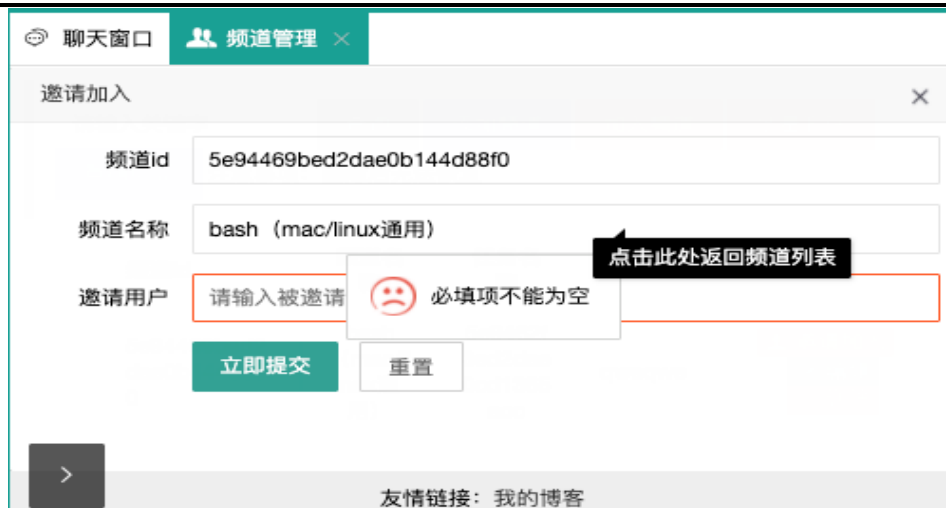 聊天窗口 频道管理
邀请加入
频道id 5e94469bed2dae0b144d88f0
频道名称 bash（mac/linux通用）
点击此处返回频道列表
邀请用户 请输入被邀请
必填项不能为空
立即提交 重置
友情链接：我的博客